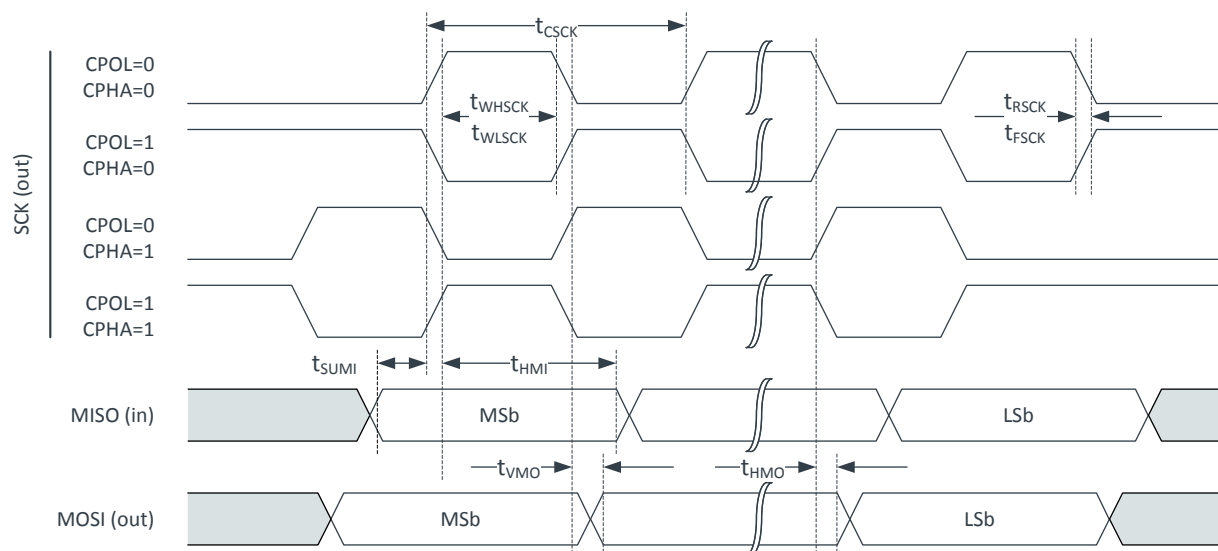 tCSCK
CPOL=0
CPHA=0
tWHSCK
tWLSCK
tRSCK
tFSCK
CPOL=1
CPHA=0
SCK (out)
CPOL=0
CPHA=1
CPOL=1
CPHA=1
tSUMI
tHMI
MISO (in)
MSb
LSb
tVMO
tHMO
MOSI (out)
MSb
LSb